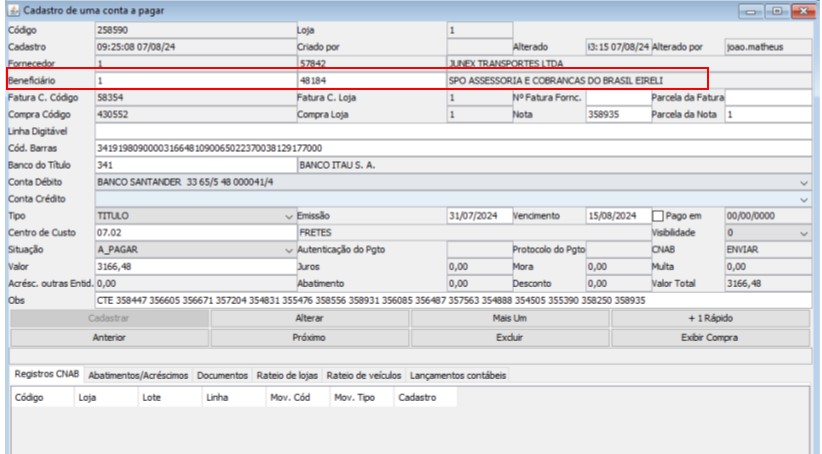 Cadastro de uma conta a pagar
Código 258590 Loja 1
Cadastro 09:25:08 07/08/24 Criado por Alterado 13:15 07/08/24 Alterado por joao.matheus
Fornecedor 1 57842 JUNEX TRANSPORTES LTDA
Beneficiário 1 48184 SPO ASSESSORIA E COBRANCAS DO BRASIL EIRELI
Fatura C. Código 58354 Fatura C. Loja 1 Nº Fatura Fornc. Parcela da Fatura
Compra Código 430552 Compra Loja 1 Nota 358935 Parcela da Nota 1
Linha Digitável
Cód. Barras 34191980900003166481090065022370038129177000
Banco do Título 341 BANCO ITAU S. A.
Conta Débito BANCO SANTANDER 33 65/5 48 000041/4
Conta Crédito
Tipo TITULO Emissão 31/07/2024 Vencimento 15/08/2024 Pago em 00/00/0000
Centro de Custo 07.02 FRETES Visibilidade 0
Situação A_PAGAR Autenticação do Pgto Protocolo do Pgto CNAB ENVIAR
Valor 3166,48 Juros 0,00 Mora 0,00 Multa 0,00
Acrésc. outras Entid. 0,00 Abatimento 0,00 Desconto 0,00 Valor Total 3166,48
Obs CTE 358447 356605 356671 357204 354831 355476 358556 358931 356085 356487 357563 354888 354505 355390 358250 358935
Cadastrar Alterar Mais Um + 1 Rápido
Anterior Próximo Excluir Exibir Compra
Registros CNAB Abatimentos/Acréscimos Documentos Rateio de lojas Rateio de veículos Lançamentos contábeis
Código Loja Lote Linha Mov. Cód Mov. Tipo Cadastro